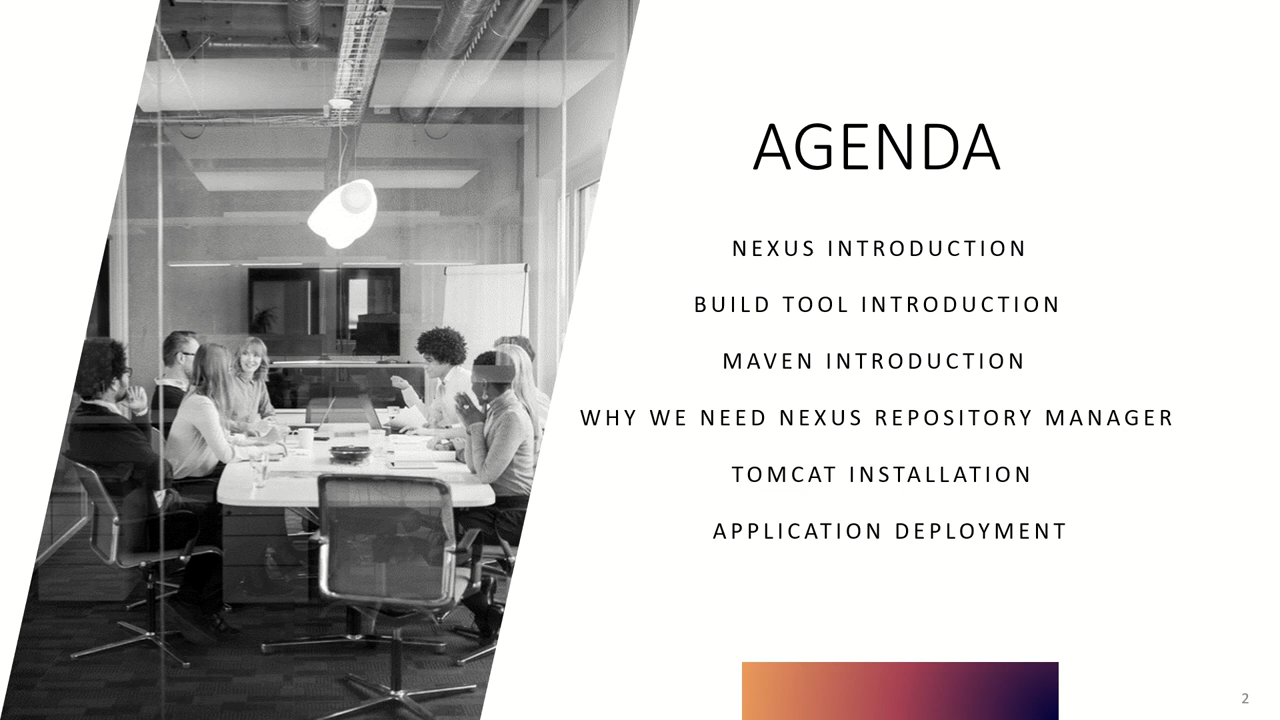 AGENDA
NEXUS INTRODUCTION
BUILD TOOL INTRODUCTION
MAVEN INTRODUCTION
WHY WE NEED NEXUS REPOSITORY MANAGER
TOMCAT INSTALLATION
APPLICATION DEPLOYMENT
2